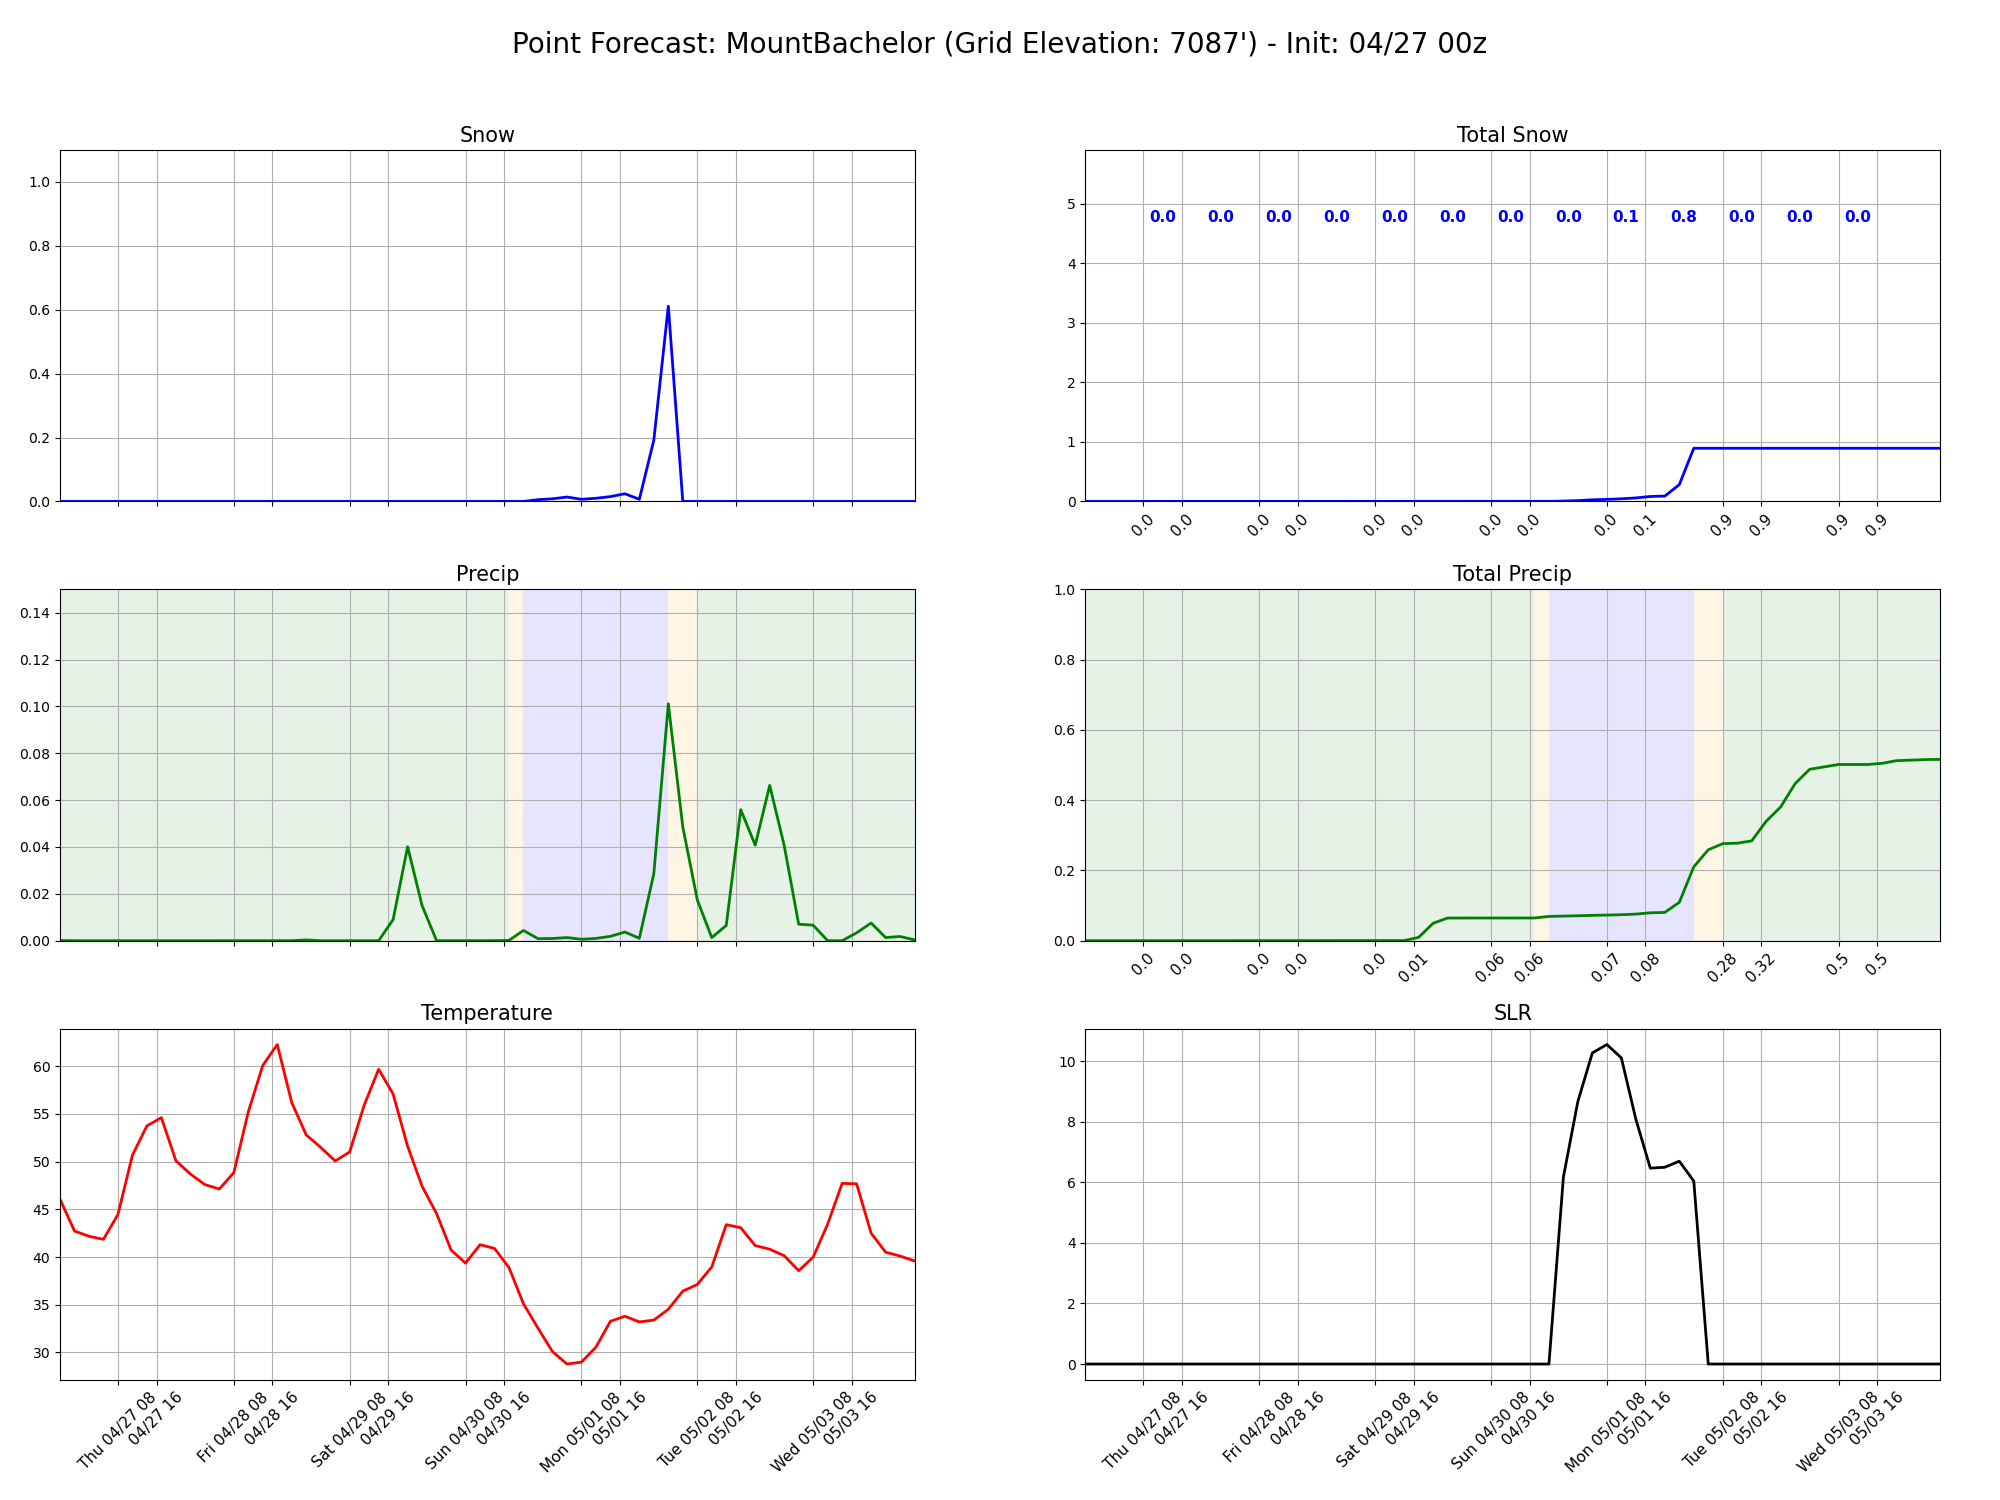 Point Forecast: MountBachelor (Grid Elevation: 7087') - Init: 04/27 00z
Snow
1.0
0.8
0.6
0.4
0.2
0.0
Total Snow
5
4
3
2
1
0
0.0 0.0 0.0 0.0 0.0 0.0 0.0 0.0 0.1 0.8 0.0 0.0 0.0
0.0 0.0 0.0 0.0 0.0 0.0 0.0 0.0 0.0 0.1 0.9 0.9 0.9 0.9
Precip
0.14
0.12
0.10
0.08
0.06
0.04
0.02
0.00
Total Precip
1.0
0.8
0.6
0.4
0.2
0.0
0.0 0.0 0.0 0.0 0.0 0.01 0.06 0.06 0.07 0.08 0.28 0.32 0.5 0.5
Temperature
60
55
50
45
40
35
30
Thu 04/27 08
04/27 16
Fri 04/28 08
04/28 16
Sat 04/29 08
04/29 16
Sun 04/30 08
04/30 16
Mon 05/01 08
05/01 16
Tue 05/02 08
05/02 16
Wed 05/03 08
05/03 16
SLR
10
8
6
4
2
0
Thu 04/27 08
04/27 16
Fri 04/28 08
04/28 16
Sat 04/29 08
04/29 16
Sun 04/30 08
04/30 16
Mon 05/01 08
05/01 16
Tue 05/02 08
05/02 16
Wed 05/03 08
05/03 16